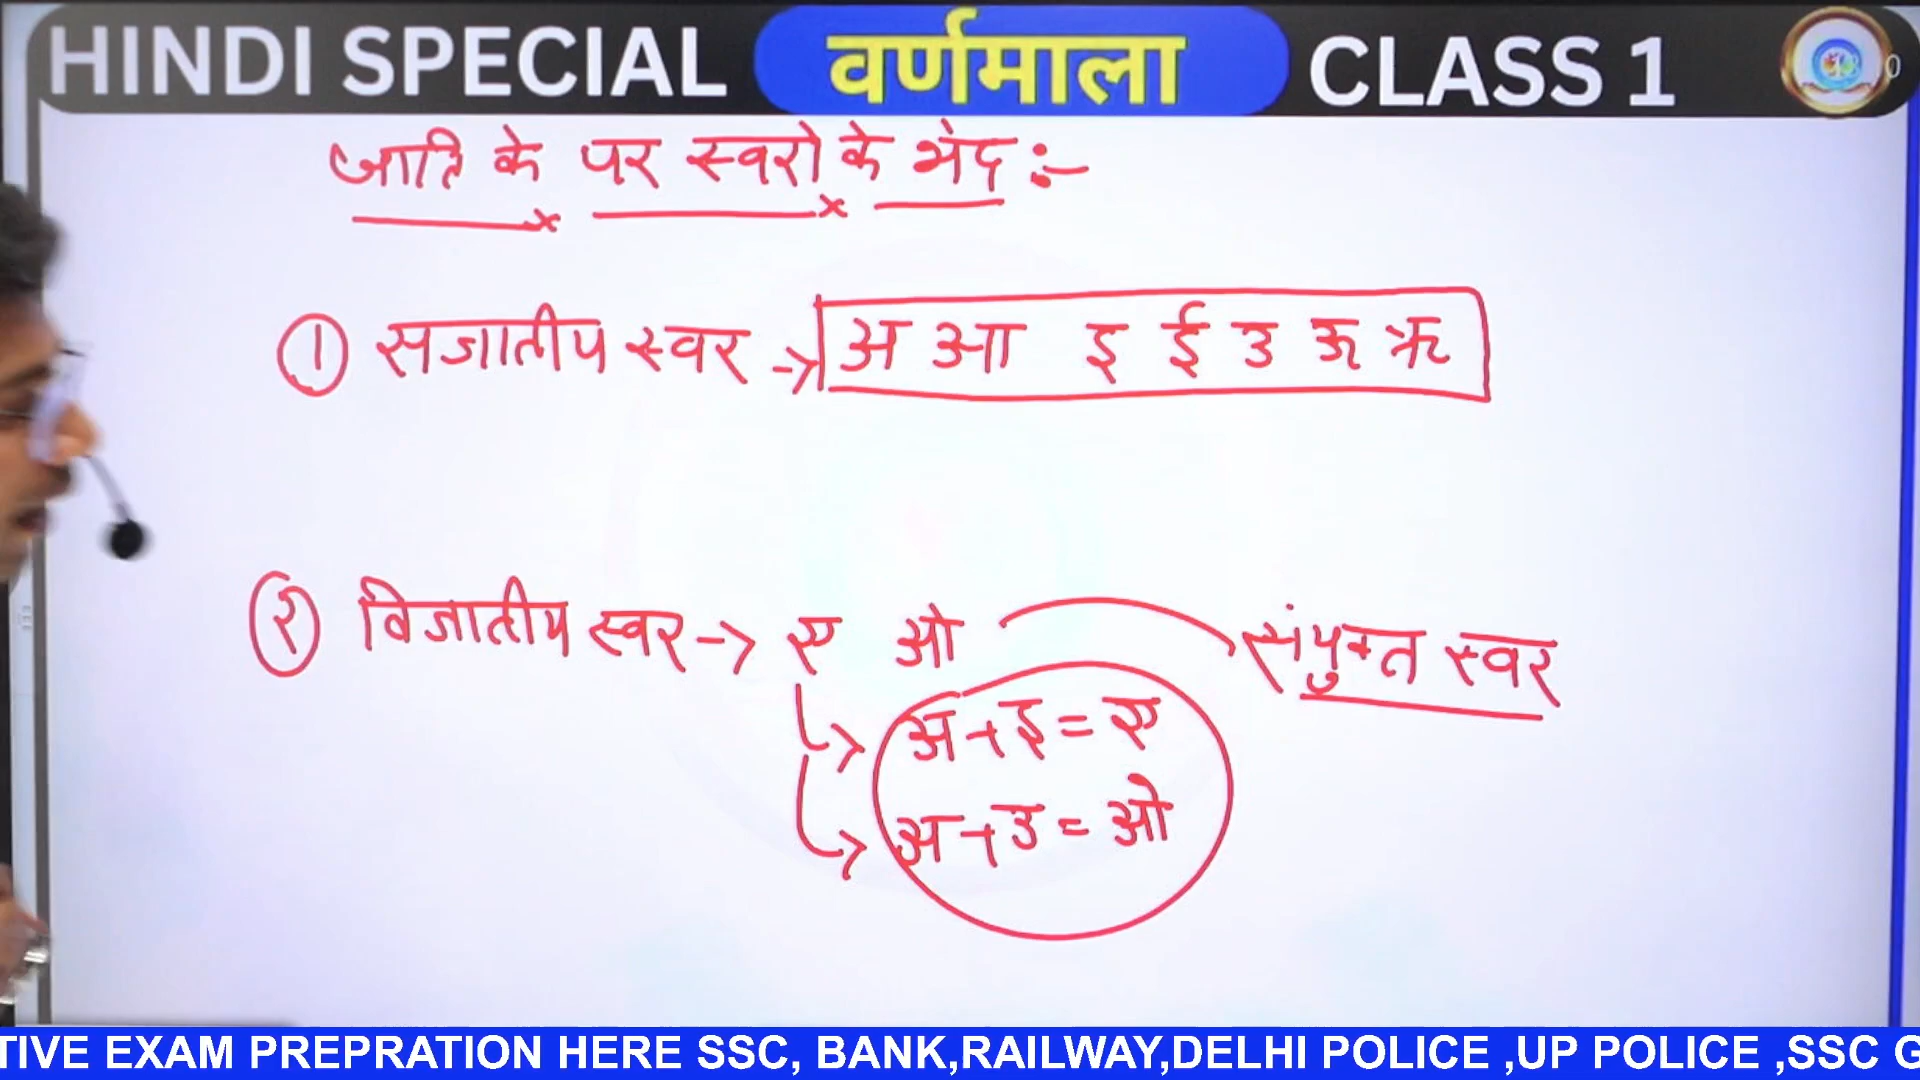 HINDI SPECIAL वर्णमाला CLASS 1
जाति के पर स्वरो के भेद :-
① सजातीय स्वर → अ आ इ ई उ ऊ ऋ
② विजातीय स्वर → ए ओ संयुक्त स्वर
अ + इ = ए
अ + उ = ओ
TIVE EXAM PREPRATION HERE SSC, BANK,RAILWAY,DELHI POLICE ,UP POLICE ,SSC G